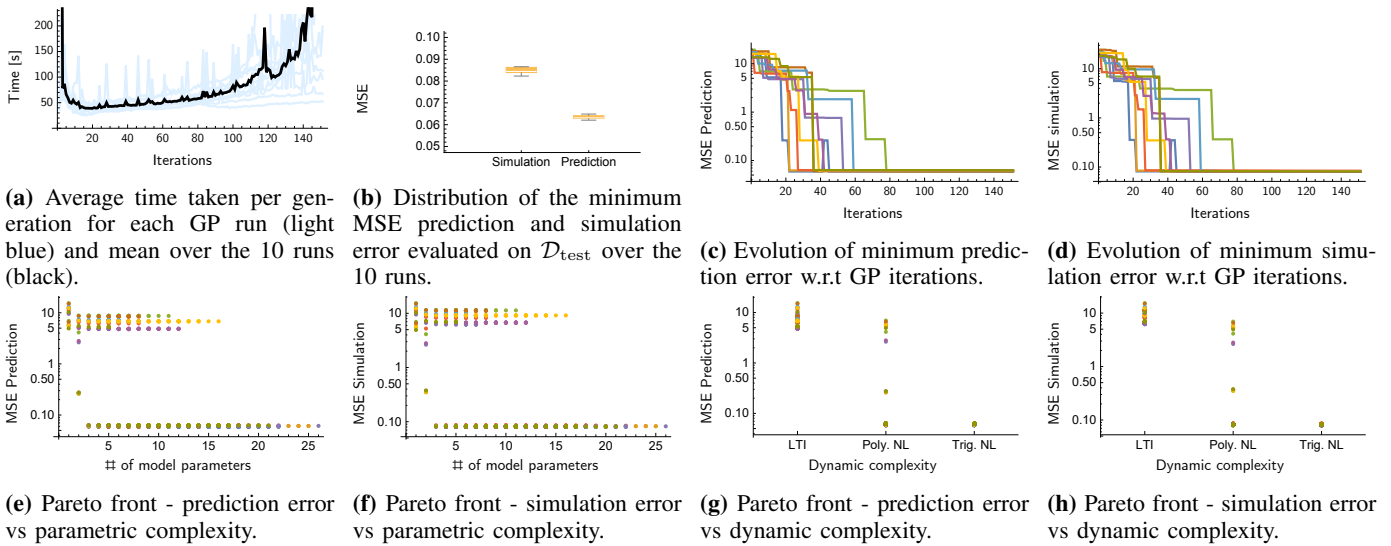 Time [s]
200
150
100
50
20 40 60 80 100 120 140
Iterations
(a) Average time taken per gen-
eration for each GP run (light
blue) and mean over the 10 runs
(black).
MSE
0.10
0.09
0.08
0.07
0.06
0.05
Simulation Prediction
(b) Distribution of the minimum
MSE prediction and simulation
error evaluated on 𝒟test over the
10 runs.
MSE Prediction
10
5
1
0.50
0.10
20 40 60 80 100 120 140
Iterations
(c) Evolution of minimum predic-
tion error w.r.t GP iterations.
MSE simulation
10
5
1
0.50
0.10
20 40 60 80 100 120 140
Iterations
(d) Evolution of minimum simu-
lation error w.r.t GP iterations.
MSE Prediction
10
5
1
0.50
0.10
5 10 15 20 25
# of model parameters
(e) Pareto front - prediction error
vs parametric complexity.
MSE Simulation
10
5
1
0.50
0.10
5 10 15 20 25
# of model parameters
(f) Pareto front - simulation error
vs parametric complexity.
MSE Prediction
10
5
1
0.50
0.10
LTI Poly. NL Trig. NL
Dynamic complexity
(g) Pareto front - prediction error
vs dynamic complexity.
MSE Simulation
10
5
1
0.50
0.10
LTI Poly. NL Trig. NL
Dynamic complexity
(h) Pareto front - simulation error
vs dynamic complexity.